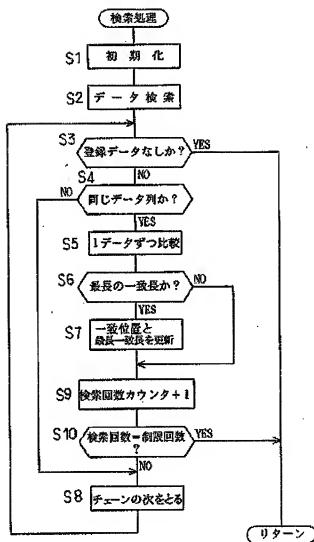 検索処理
S1
初期化
S2
データ検索
S3
登録データなしか?
YES
NO
S4
同じデータ列か?
NO
YES
S5
1データずつ比較
S6
最長の一致長か?
NO
YES
S7
一致位置と
最長一致長を更新
S9
検索回数カウンタ+1
S10
検索回数=制限回数
?
YES
NO
S8
チェーンの次をとる
リターン